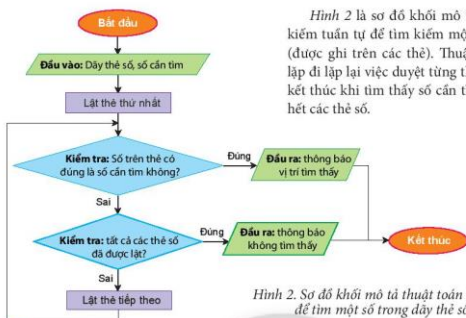 Bắt đầu
Đầu vào: Dãy thẻ số, số cần tìm
Lật thẻ thứ nhất
Kiểm tra: Số trên thẻ có
đúng là số cần tìm không?
Đúng
Đầu ra: thông báo
vị trí tìm thấy
Sai
Kiểm tra: tất cả các thẻ số
đã được lật?
Đúng
Đầu ra: thông báo
không tìm thấy
Kết thúc
Sai
Lật thẻ tiếp theo
Hình 2 là sơ đồ khối mô
kiếm tuần tự để tìm kiếm một
(được ghi trên các thẻ). Thuậ
lặp đi lặp lại việc duyệt từng t
kết thúc khi tìm thấy số cần t
hết các thẻ số.
Hình 2. Sơ đồ khối mô tả thuật toán
để tìm một số trong dãy thẻ số